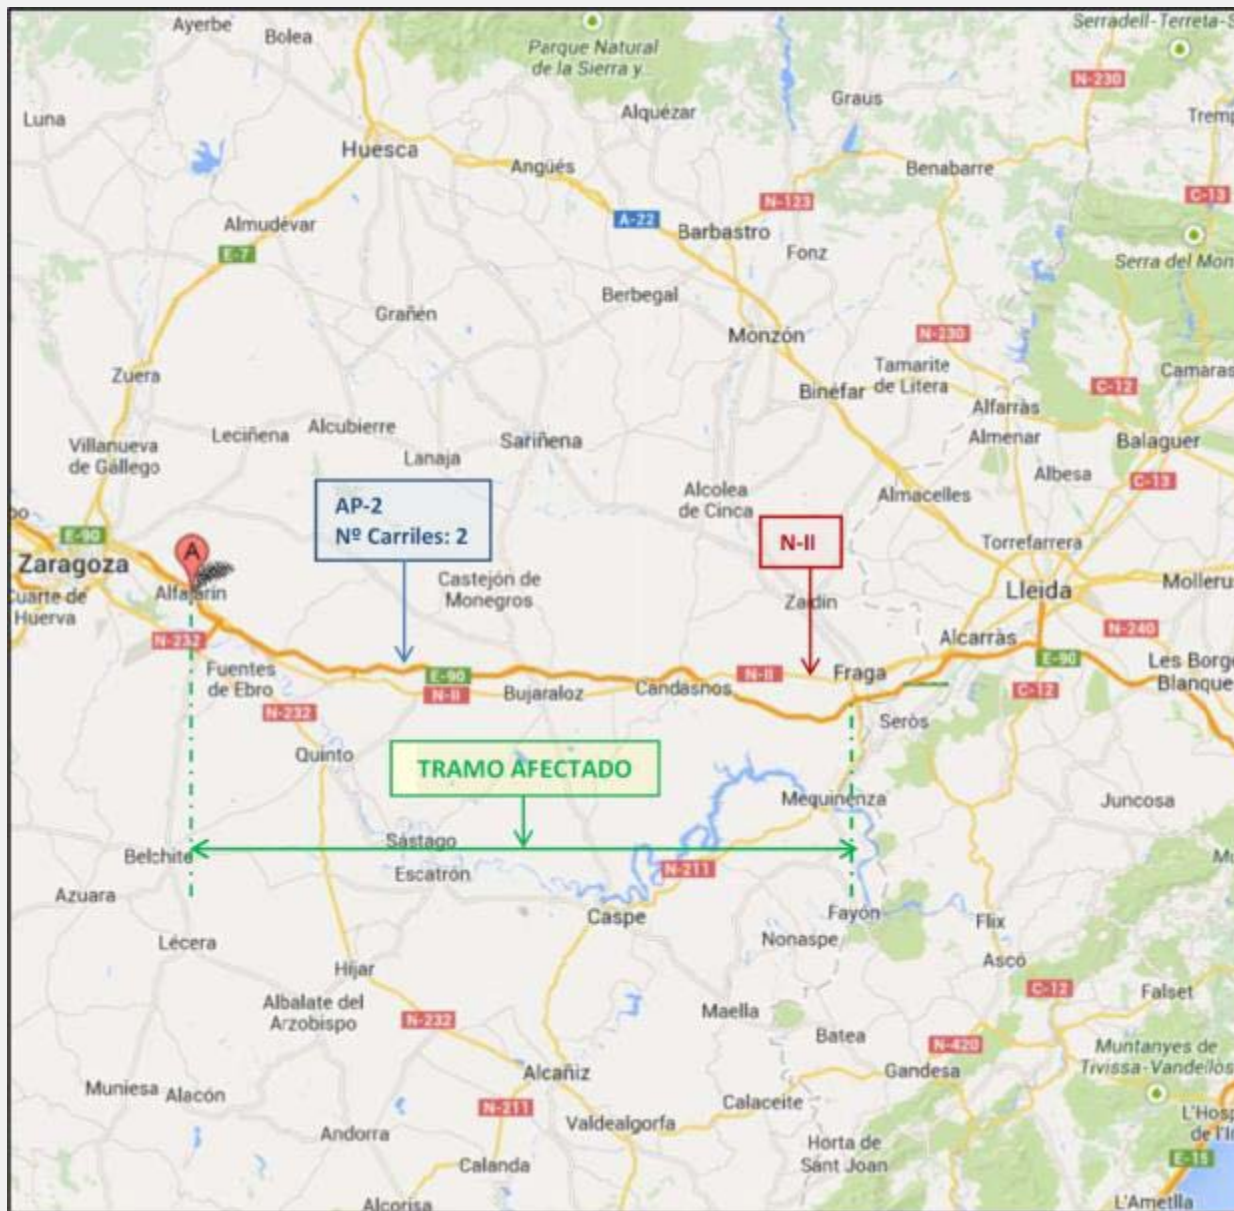 Ayerbe
Bolea
Parque Natural
de la Sierra y...
Serradell-Terreta-S
N-230
Luna
Alquézar
Graus
Tremp
Huesca
Angüés
Benabarre
N-123
C-13
Almudévar
A-22
Barbastro
E-7
Fonz
Serra del Mon
Berbegal
Grañén
Monzón
N-230
Zuera
Tamarite
de Litera
Camaras
C-12
Binéfar
Alfarràs
Leciñena
Alcubierre
Sariñena
Almenar
Balaguer
Villanueva
de Gállego
Lanaja
Albesa
C-13
Alcolea
de Cinca
Almacelles
AP-2
Nº Carriles: 2
N-II
E-90
Torrefarrera
Zaragoza
A
Alfajarín
Castejón de
Monegros
Zaidín
Lleida
Mollerus
Cuarte de
Huerva
N-232
Alcarràs
N-240
E-90
Fuentes
de Ebro
E-90
N-II
Bujaraloz
Candasnos
N-II
Fraga
Les Borge
Blanque
C-12
N-232
Seròs
Quinto
TRAMO AFECTADO
Mequinenza
Juncosa
Belchite
Sástago
Escatrón
N-211
Azuara
Caspe
Fayón
Flix
Lécera
Nonaspe
Ascó
Híjar
C-12
Falset
Albalate del
Arzobispo
N-232
Maella
Batea
N-420
Muntanyes de
Tivissa-Vandellòs
Muniesa
Alacón
Alcañiz
Gandesa
N-211
Calaceite
Valdealgorfa
L'Hosp
de l'In
Andorra
Horta de
Sant Joan
Calanda
E-15
Alcorisa
L'Ametlla